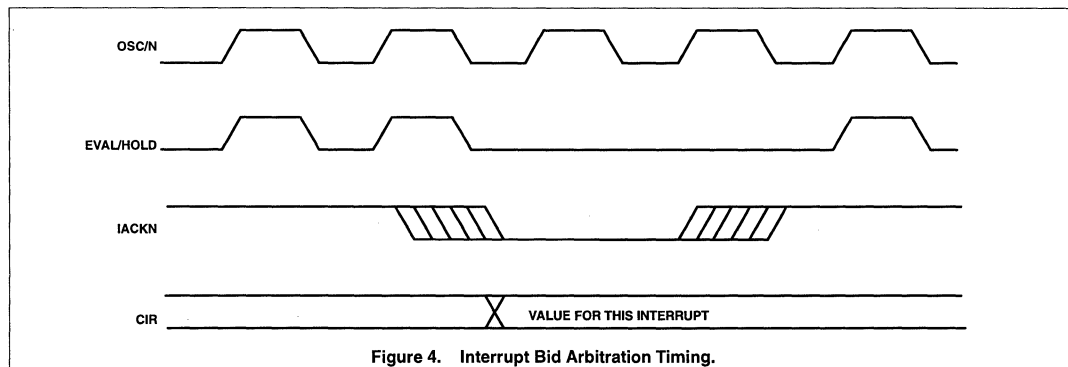 OSC/N
EVAL/HOLD
IACKN
CIR
VALUE FOR THIS INTERRUPT
Figure 4. Interrupt Bid Arbitration Timing.